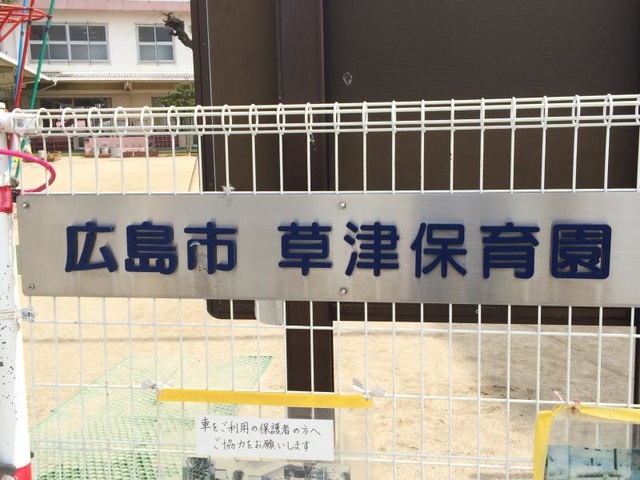 広島市 草津保育園
車をご利用の保護者の方へ
ご協力をお願いします